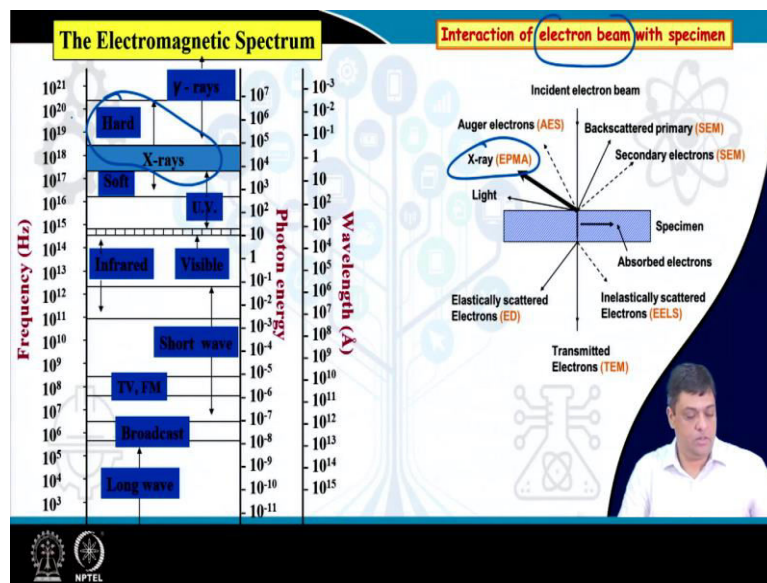 The Electromagnetic Spectrum
Frequency (Hz)
10²¹
10²⁰
10¹⁹
10¹⁸
10¹⁷
10¹⁶
10¹⁵
10¹⁴
10¹³
10¹²
10¹¹
10¹⁰
10⁹
10⁸
10⁷
10⁶
10⁵
10⁴
10³
γ - rays
Hard
X-rays
Soft
U.V.
Infrared
Visible
Short wave
TV, FM
Broadcast
Long wave
Photon energy
10⁷
10⁶
10⁵
10⁴
10³
10²
10
1
10⁻¹
10⁻²
10⁻³
10⁻⁴
10⁻⁵
10⁻⁶
10⁻⁷
10⁻⁸
10⁻⁹
10⁻¹⁰
10⁻¹¹
Wavelength (Å)
10⁻³
10⁻²
10⁻¹
1
10
10²
10³
10⁴
10⁵
10⁶
10⁷
10⁸
10⁹
10¹⁰
10¹¹
10¹²
10¹³
10¹⁴
10¹⁵
Interaction of electron beam with specimen
Incident electron beam
Auger electrons (AES)
Backscattered primary (SEM)
X-ray (EPMA)
Secondary electrons (SEM)
Light
Specimen
Absorbed electrons
Elastically scattered
Electrons (ED)
Inelastically scattered
Electrons (EELS)
Transmitted
Electrons (TEM)
NPTEL